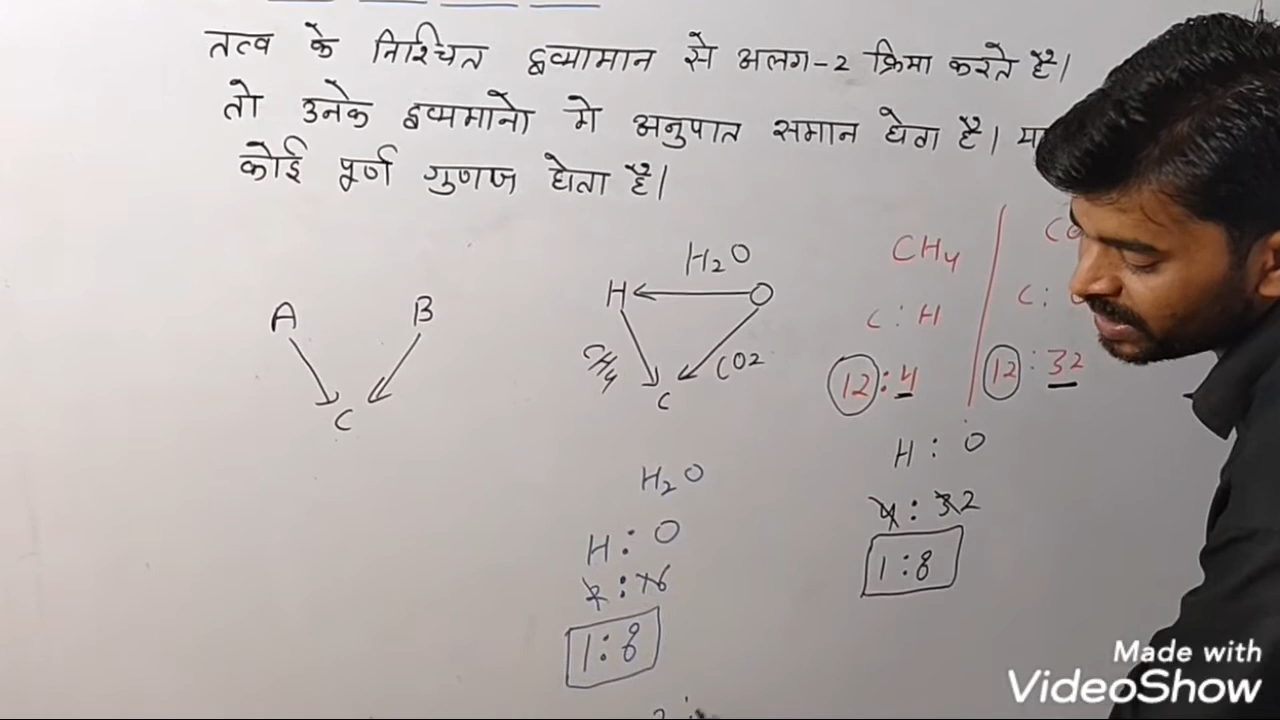 तत्व के निश्चित द्रव्यामान से अलग-2 क्रिया करते है।
तो उनके द्रव्यमानो मे अनुपात समान होता है।
कोई पूर्ण गुणज होता है।
A B
C
H2O
H O
CH4 CO2
C
CH4
C : H C :
12 : 4 12 : 32
H : O
4 : 32
1 : 8
H2O
H : O
2 : 16
1 : 8
Made with
VideoShow